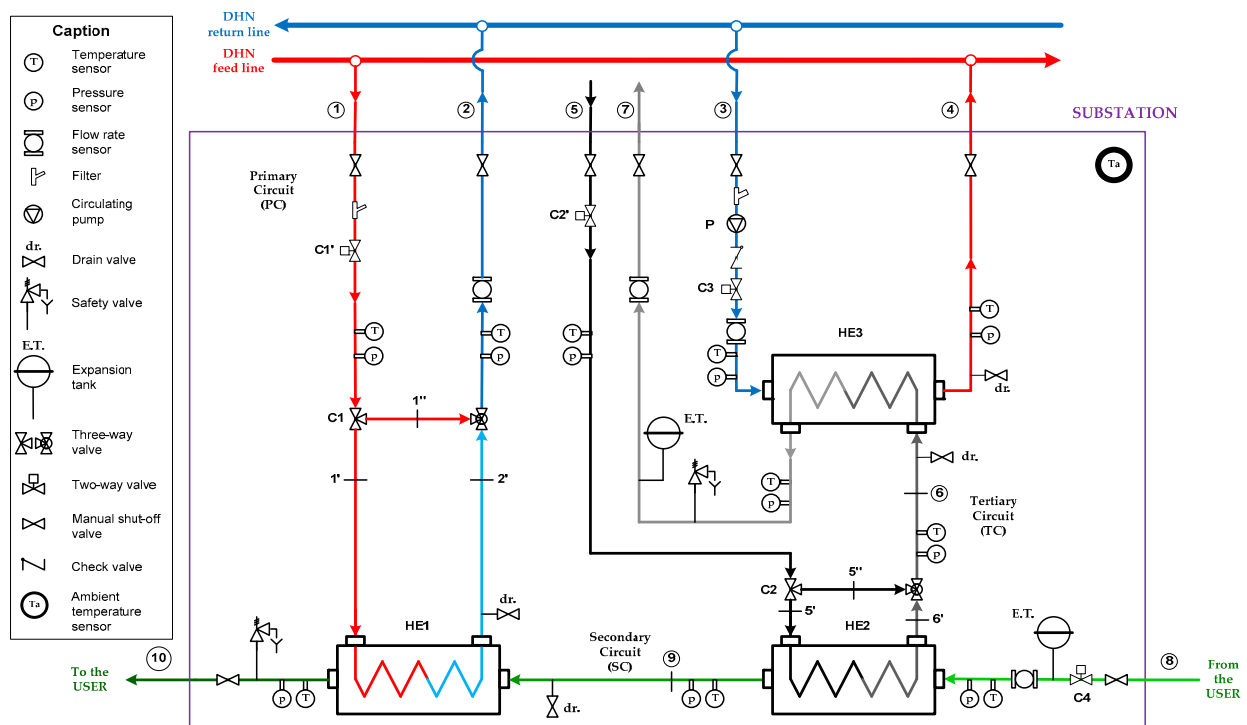 Caption
T
Temperature
sensor
P
Pressure
sensor
Flow rate
sensor
Filter
Circulating
pump
dr.
Drain valve
Safety valve
E.T.
Expansion
tank
Three-way
valve
Two-way valve
Manual shut-off
valve
Check valve
Ta
Ambient
temperature
sensor
DHN
return line
DHN
feed line
1
2
5
7
3
4
SUBSTATION
Ta
Primary
Circuit
(PC)
C1'
C2'
P
C3
T
P
T
P
T
P
T
P
T
P
HE3
dr.
C1
1"
E.T.
dr.
1'
2'
T
P
6
Tertiary
Circuit
(TC)
T
P
C2
5"
5'
6'
dr.
E.T.
HE1
HE2
Secondary
Circuit
(SC)
10
9
8
To the
USER
From
the
USER
P
T
P
T
P
T
C4
dr.